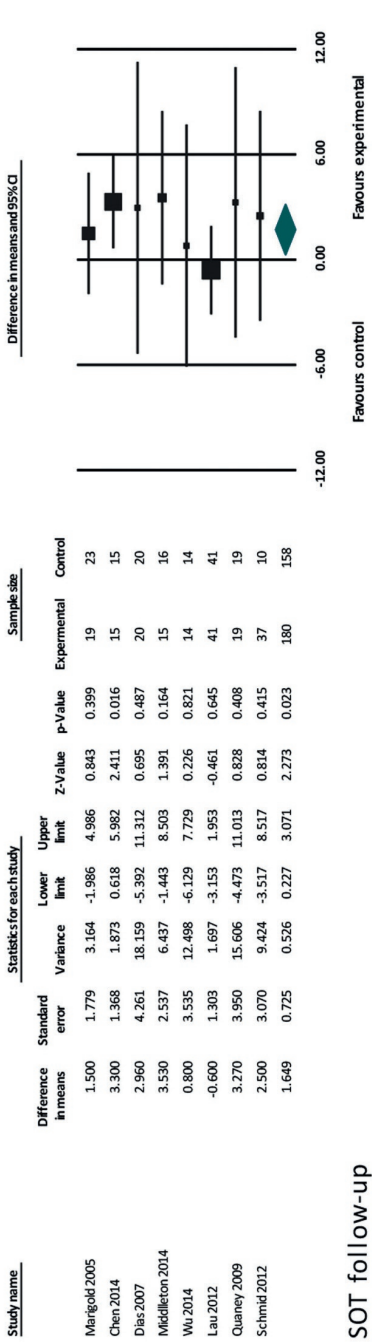 Study name Statistics for each study Sample size Difference in means and 95% CI
Difference in means Standard error Variance Lower limit Upper limit Z-Value p-Value Expermental Control
Marigold 2005 1.500 1.779 3.164 -1.986 4.986 0.843 0.399 19 23
Chen 2014 3.300 1.368 1.873 0.618 5.982 2.411 0.016 15 15
Dias 2007 2.960 4.261 18.159 -5.392 11.312 0.695 0.487 20 20
Middlleton 2014 3.530 2.537 6.437 -1.443 8.503 1.391 0.164 15 16
Wu 2014 0.800 3.535 12.498 -6.129 7.729 0.226 0.821 14 14
Lau 2012 -0.600 1.303 1.697 -3.153 1.953 -0.461 0.645 41 41
Quaney 2009 3.270 3.950 15.606 -4.473 11.013 0.828 0.408 19 19
Schmid 2012 2.500 3.070 9.424 -3.517 8.517 0.814 0.415 37 10
1.649 0.725 0.526 0.227 3.071 2.273 0.023 180 158
-12.00 -6.00 0.00 6.00 12.00
Favours control Favours experimental
SOT follow-up